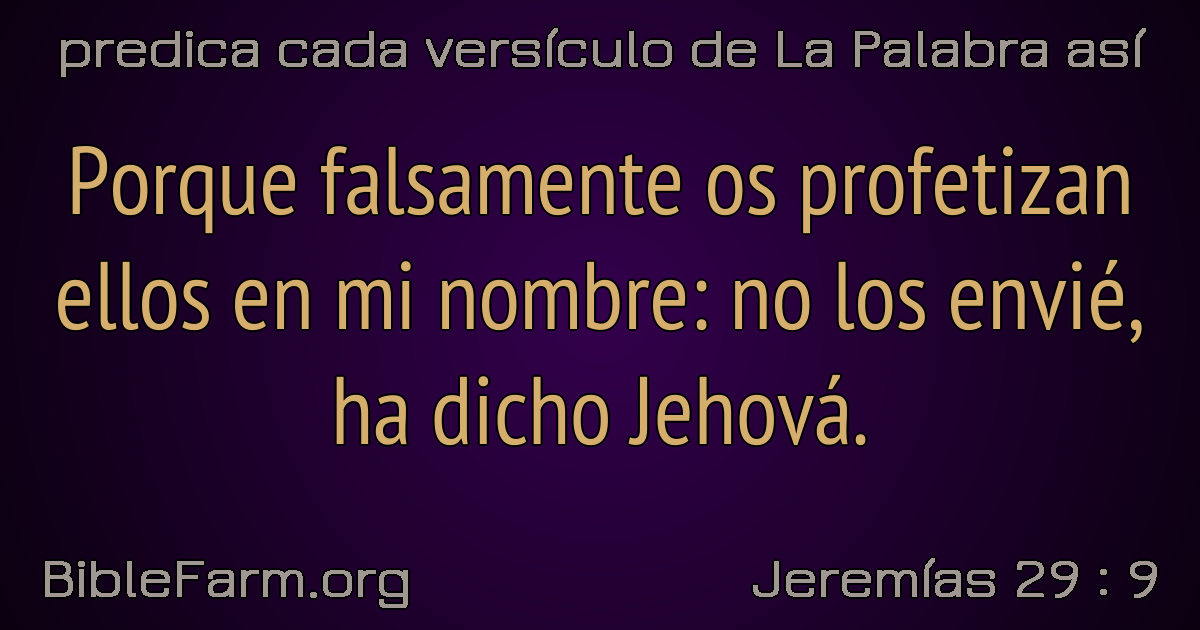 predica cada versículo de La Palabra así
Porque falsamente os profetizan
ellos en mi nombre: no los envié,
ha dicho Jehová.
BibleFarm.org
Jeremías 29 : 9